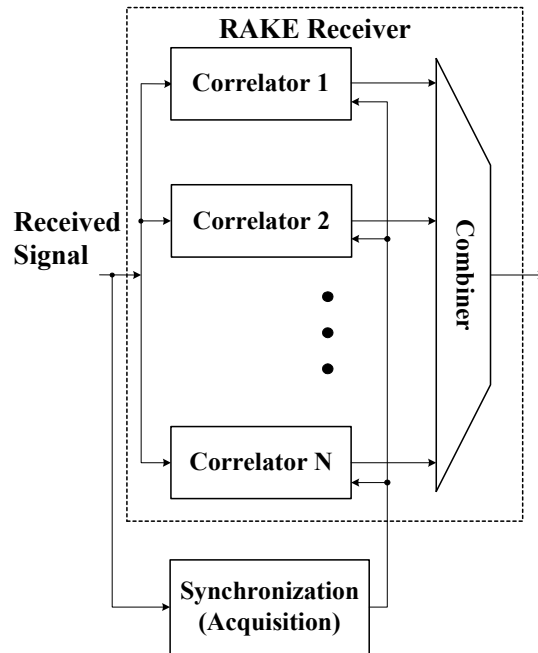 RAKE Receiver
Correlator 1
Correlator 2
Received
Signal
Combiner
Correlator N
Synchronization
(Acquisition)